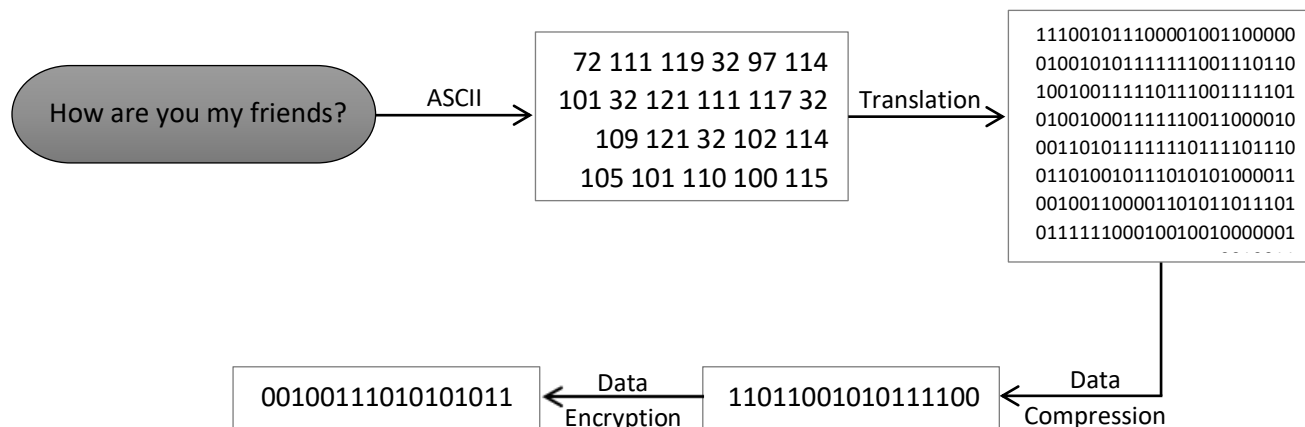 How are you my friends?
ASCII
72 111 119 32 97 114
101 32 121 111 117 32
109 121 32 102 114
105 101 110 100 115
Translation
111001011100001001100000
010010101111111001110110
100100111110111001111101
010010001111110011000010
001101011111110111101110
011010010111010101000011
001001100001101011011101
011111100010010010000001
Data
Compression
11011001010111100
Data
Encryption
00100111010101011